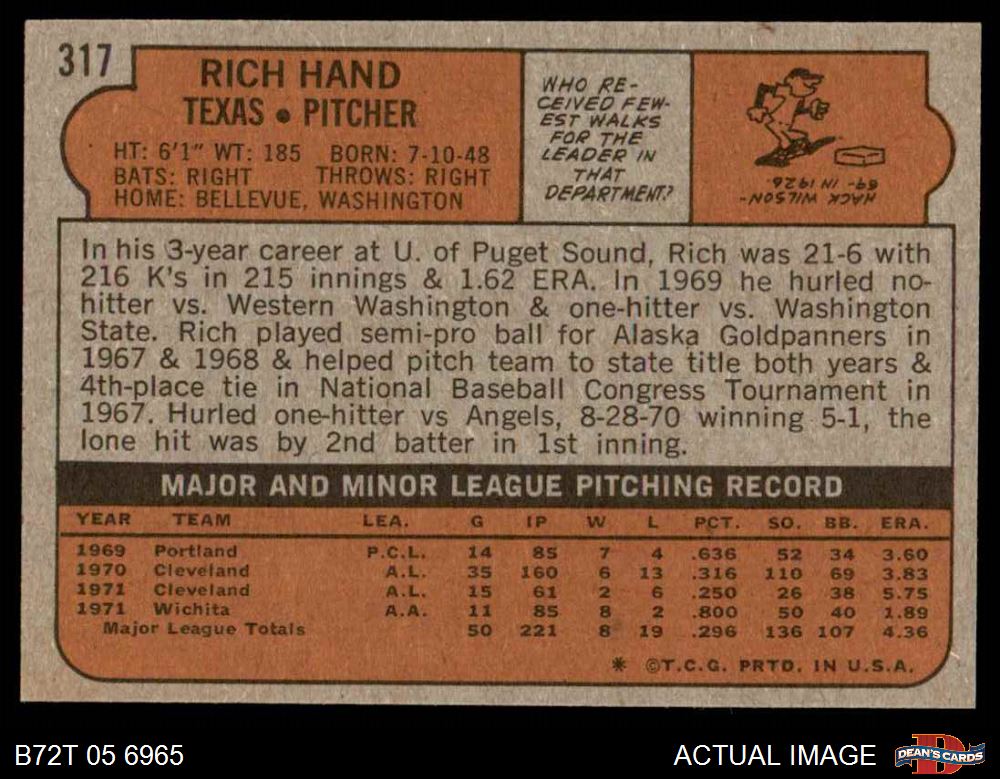 317
RICH HAND
TEXAS • PITCHER
HT: 6'1" WT: 185 BORN: 7-10-48
BATS: RIGHT THROWS: RIGHT
HOME: BELLEVUE, WASHINGTON
WHO RE-
CEIVED FEW-
EST WALKS
FOR THE
LEADER IN
THAT
DEPARTMENT?
HACK WILSON-
69- IN 1926.
In his 3-year career at U. of Puget Sound, Rich was 21-6 with
216 K's in 215 innings & 1.62 ERA. In 1969 he hurled no-
hitter vs. Western Washington & one-hitter vs. Washington
State. Rich played semi-pro ball for Alaska Goldpanners in
1967 & 1968 & helped pitch team to state title both years &
4th-place tie in National Baseball Congress Tournament in
1967. Hurled one-hitter vs Angels, 8-28-70 winning 5-1, the
lone hit was by 2nd batter in 1st inning.
MAJOR AND MINOR LEAGUE PITCHING RECORD
YEAR TEAM LEA. G IP W L PCT. SO. BB. ERA.
1969 Portland P.C.L. 14 85 7 4 .636 52 34 3.60
1970 Cleveland A.L. 35 160 6 13 .316 110 69 3.83
1971 Cleveland A.L. 15 61 2 6 .250 26 38 5.75
1971 Wichita A.A. 11 85 8 2 .800 50 40 1.89
Major League Totals 50 221 8 19 .296 136 107 4.36
* ©T.C.G. PRTD. IN U.S.A.
B72T 05 6965
ACTUAL IMAGE
D
DEAN'S CARDS